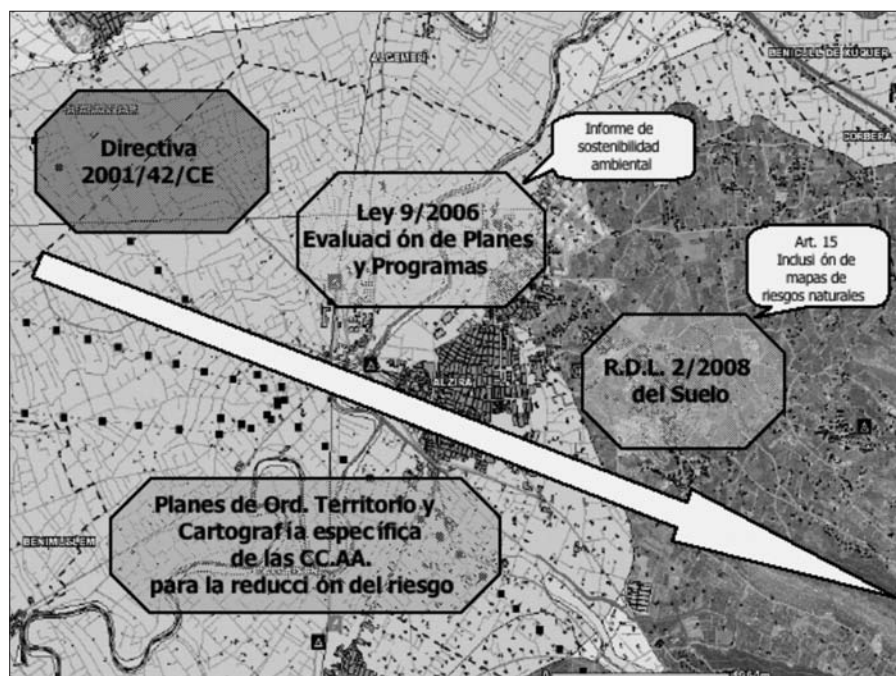 ALGEMESÍ
BENICULL DE XÚQUER
CORBERA
Directiva
2001/42/CE
Informe de
sostenibilidad
ambiental
Ley 9/2006
Evaluaci ón de Planes
y Programas
Art. 15
Inclusi ón de
mapas de
riesgos naturales
R.D.L. 2/2008
del Suelo
ALZIRA
Planes de Ord. Territorio y
Cartograf ía específica
de las CC.AA.
para la reducci ón del riesgo
BENIMUSLEM